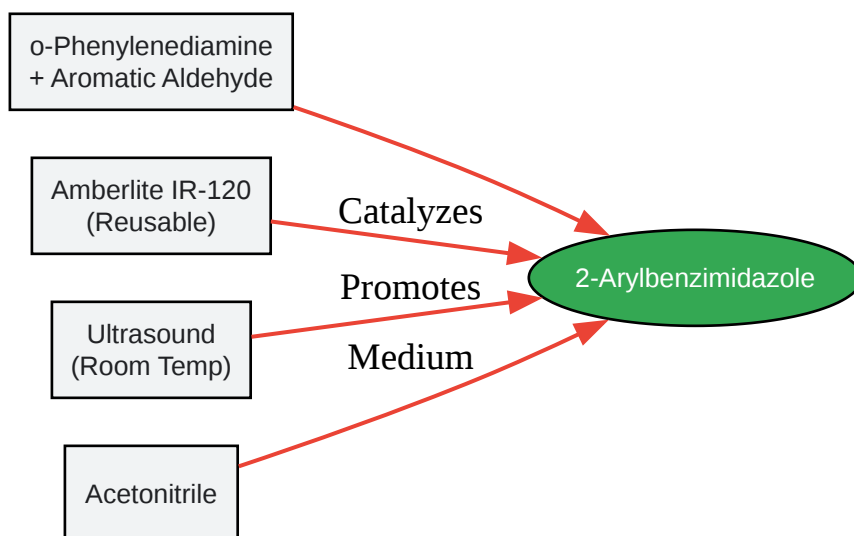 o-Phenylenediamine
+ Aromatic Aldehyde
Amberlite IR-120
(Reusable)
Catalyzes
Promotes
2-Arylbenzimidazole
Ultrasound
(Room Temp)
Medium
Acetonitrile